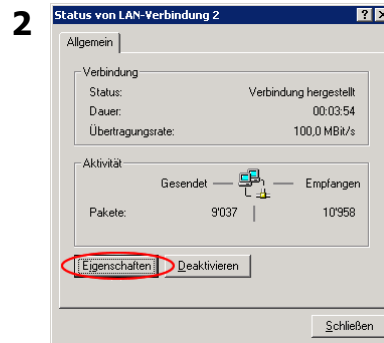 2
Status von LAN-Verbindung 2
Allgemein
Verbindung
Status: Verbindung hergestellt
Dauer: 00:03:54
Übertragungsrate: 100,0 MBit/s
Aktivität
Gesendet Empfangen
Pakete: 9'037 10'958
Eigenschaften Deaktivieren
Schließen